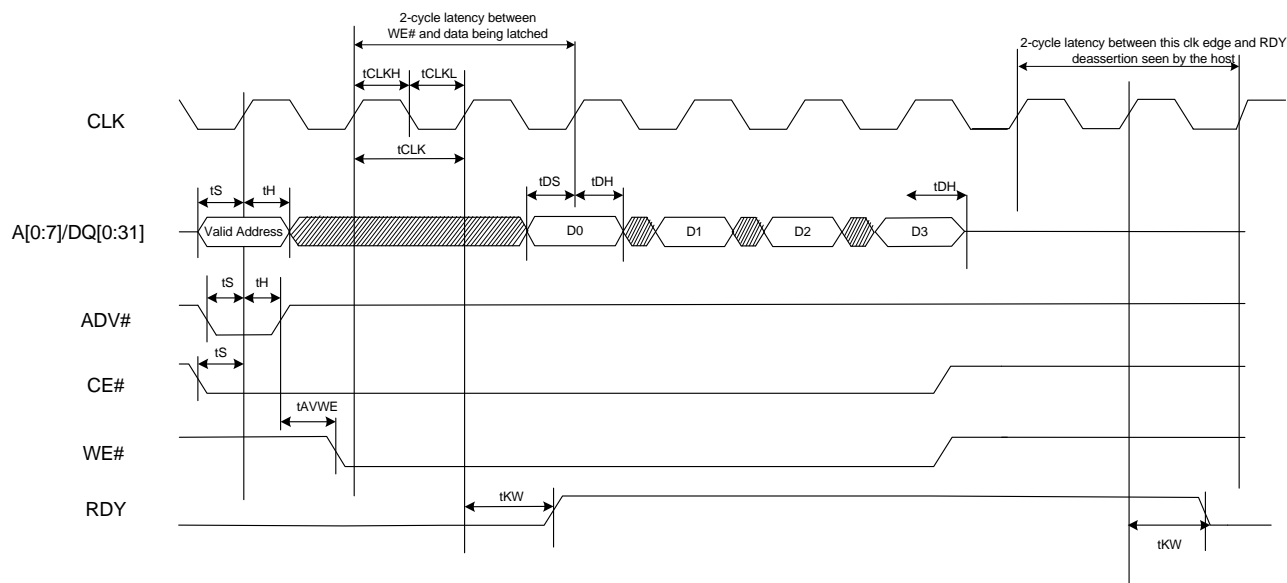 2-cycle latency between
WE# and data being latched
2-cycle latency between this clk edge and RDY
deassertion seen by the host
tCLKH
tCLKL
CLK
tCLK
tS
tH
tDS
tDH
tDH
A[0:7]/DQ[0:31]
Valid Address
D0
D1
D2
D3
tS
tH
ADV#
tS
CE#
tAVWE
WE#
tKW
RDY
tKW